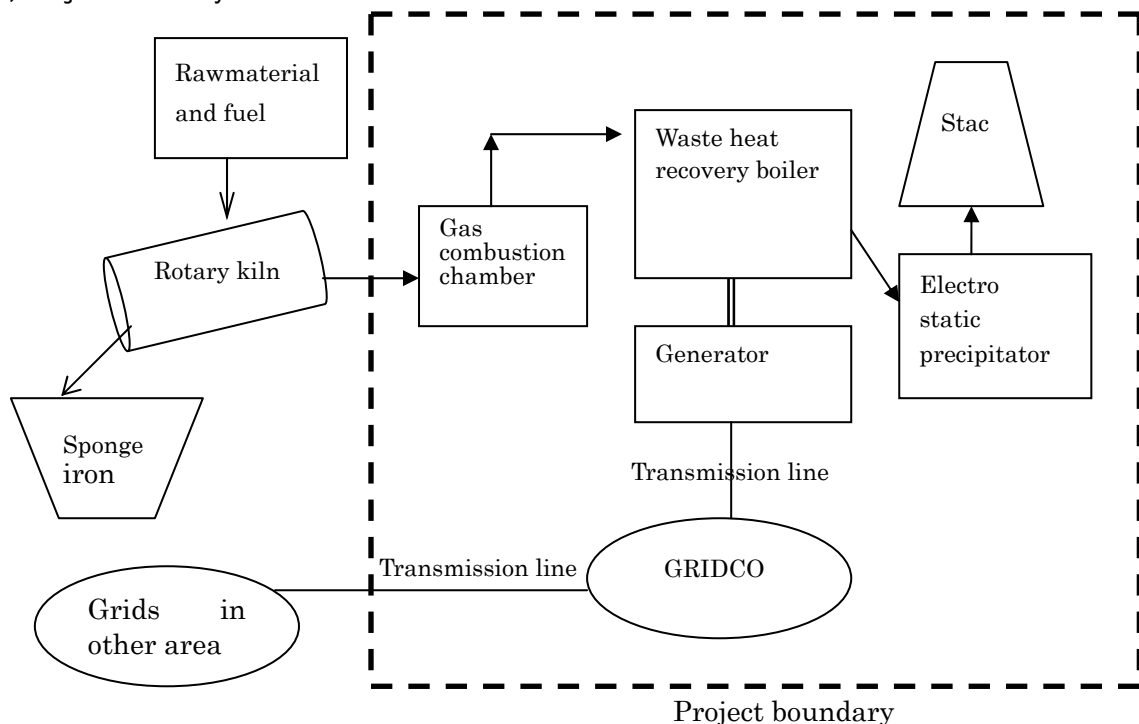 Rawmaterial
and fuel
Rotary kiln
Sponge
iron
Gas
combustion
chamber
Waste heat
recovery boiler
Stac
Electro
static
precipitator
Generator
Transmission line
GRIDCO
Transmission line
Grids in
other area
Project boundary